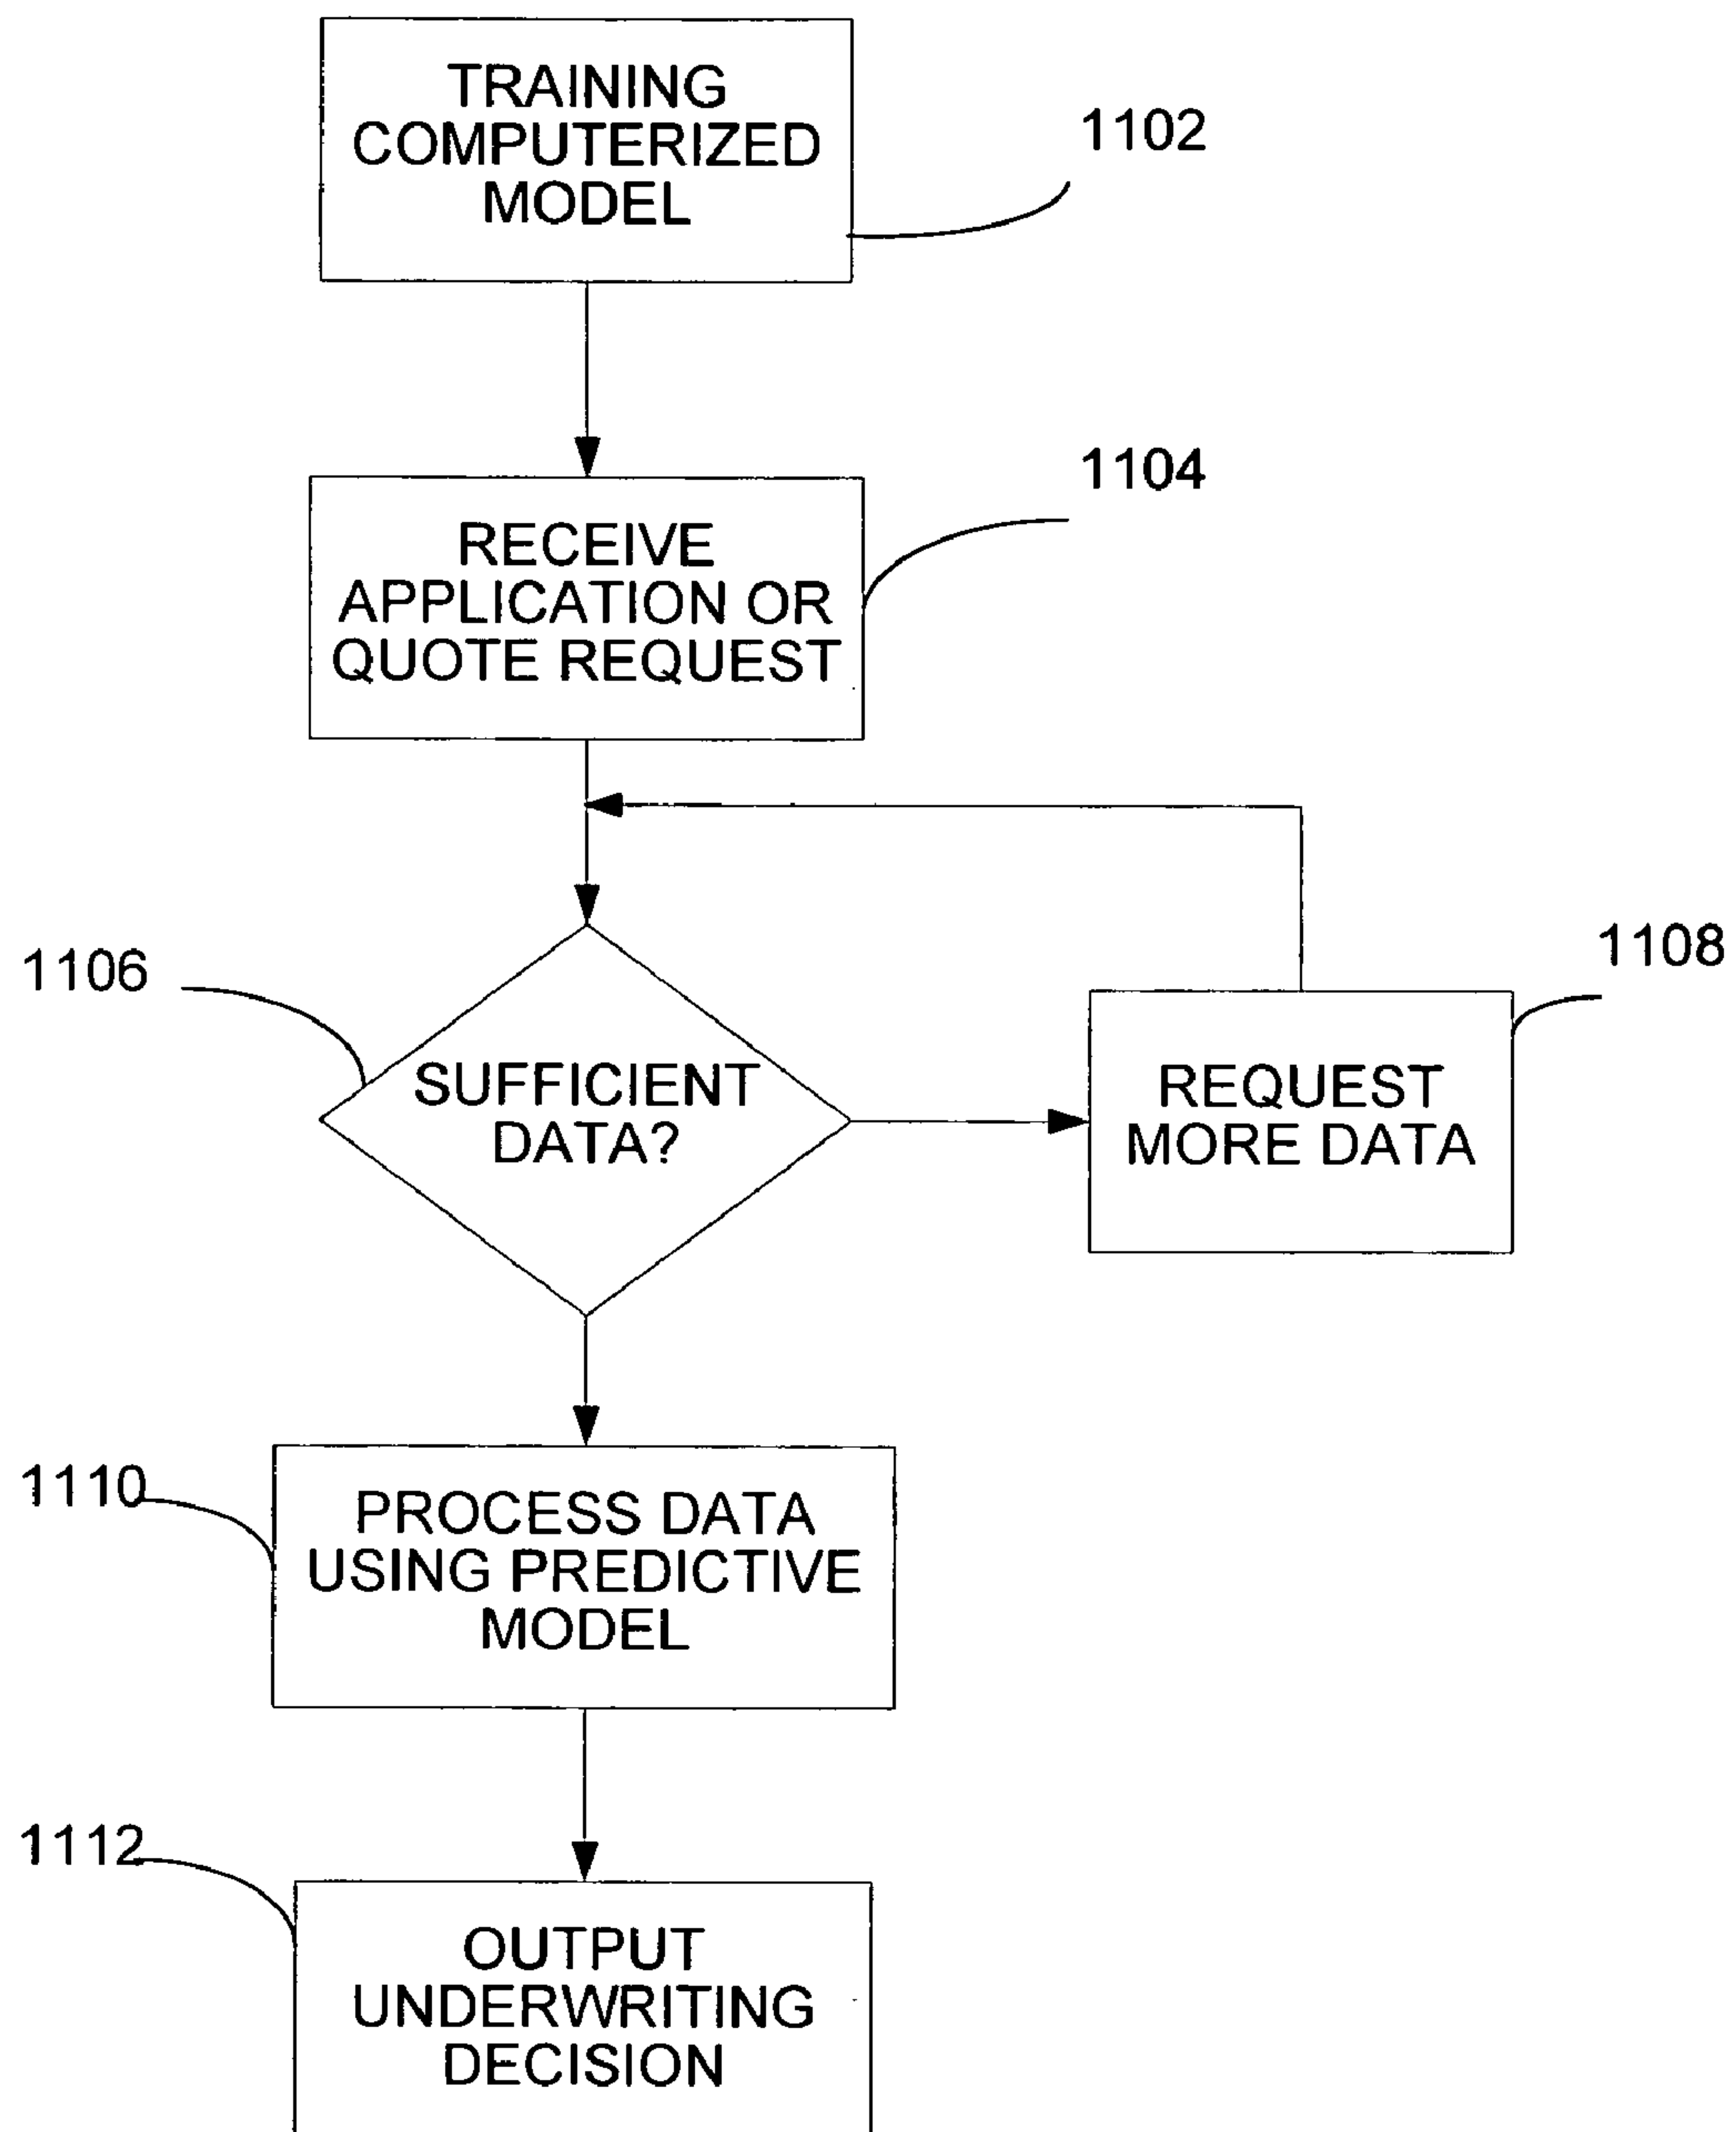 TRAINING
COMPUTERIZED
MODEL
1102
1104
RECEIVE
APPLICATION OR
QUOTE REQUEST
1106
1108
SUFFICIENT
DATA?
REQUEST
MORE DATA
1110
PROCESS DATA
USING PREDICTIVE
MODEL
1112
OUTPUT
UNDERWRITING
DECISION